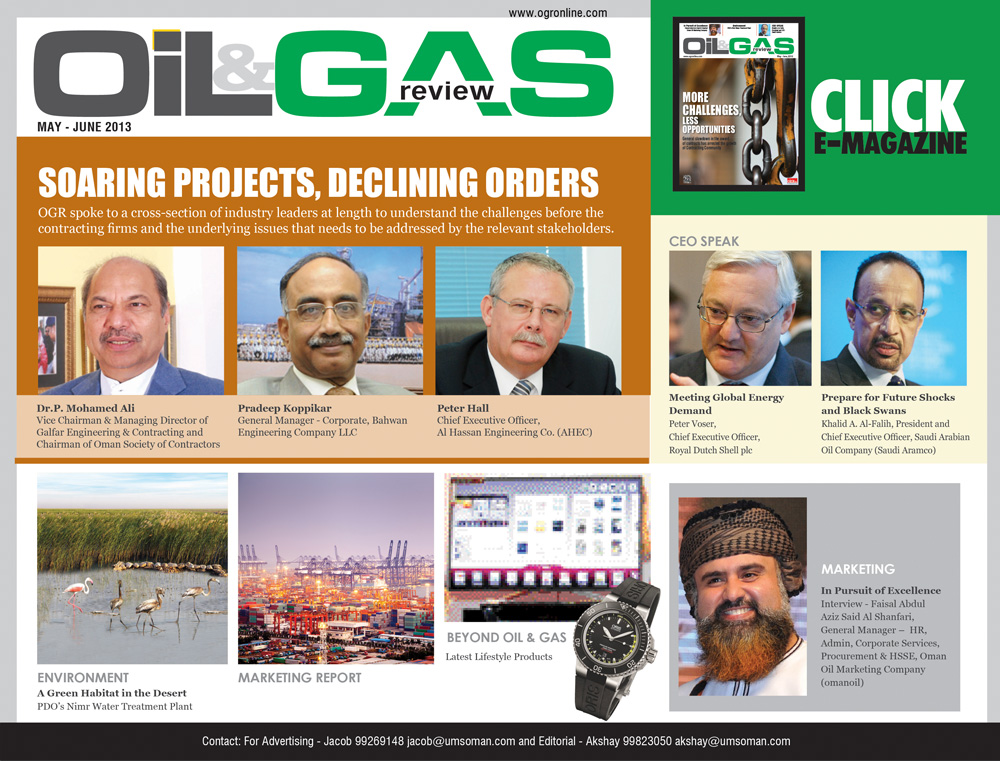 www.ogronline.com
OiL&GAS
review
MAY - JUNE 2013
OiL&GAS
review
MORE
CHALLENGES,
LESS
OPPORTUNITIES
CLICK
E-MAGAZINE
SOARING PROJECTS, DECLINING ORDERS
OGR spoke to a cross-section of industry leaders at length to understand the challenges before the
contracting firms and the underlying issues that needs to be addressed by the relevant stakeholders.
Dr.P. Mohamed Ali
Vice Chairman & Managing Director of
Galfar Engineering & Contracting and
Chairman of Oman Society of Contractors
Pradeep Koppikar
General Manager - Corporate, Bahwan
Engineering Company LLC
Peter Hall
Chief Executive Officer,
Al Hassan Engineering Co. (AHEC)
CEO SPEAK
Meeting Global Energy
Demand
Peter Voser,
Chief Executive Officer,
Royal Dutch Shell plc
Prepare for Future Shocks
and Black Swans
Khalid A. Al-Falih, President and
Chief Executive Officer, Saudi Arabian
Oil Company (Saudi Aramco)
ENVIRONMENT
A Green Habitat in the Desert
PDO's Nimr Water Treatment Plant
MARKETING REPORT
BEYOND OIL & GAS
Latest Lifestyle Products
MARKETING
In Pursuit of Excellence
Interview - Faisal Abdul
Aziz Said Al Shanfari,
General Manager – HR,
Admin, Corporate Services,
Procurement & HSSE, Oman
Oil Marketing Company
(omanoil)
Contact: For Advertising - Jacob 99269148 jacob@umsoman.com and Editorial - Akshay 99823050 akshay@umsoman.com